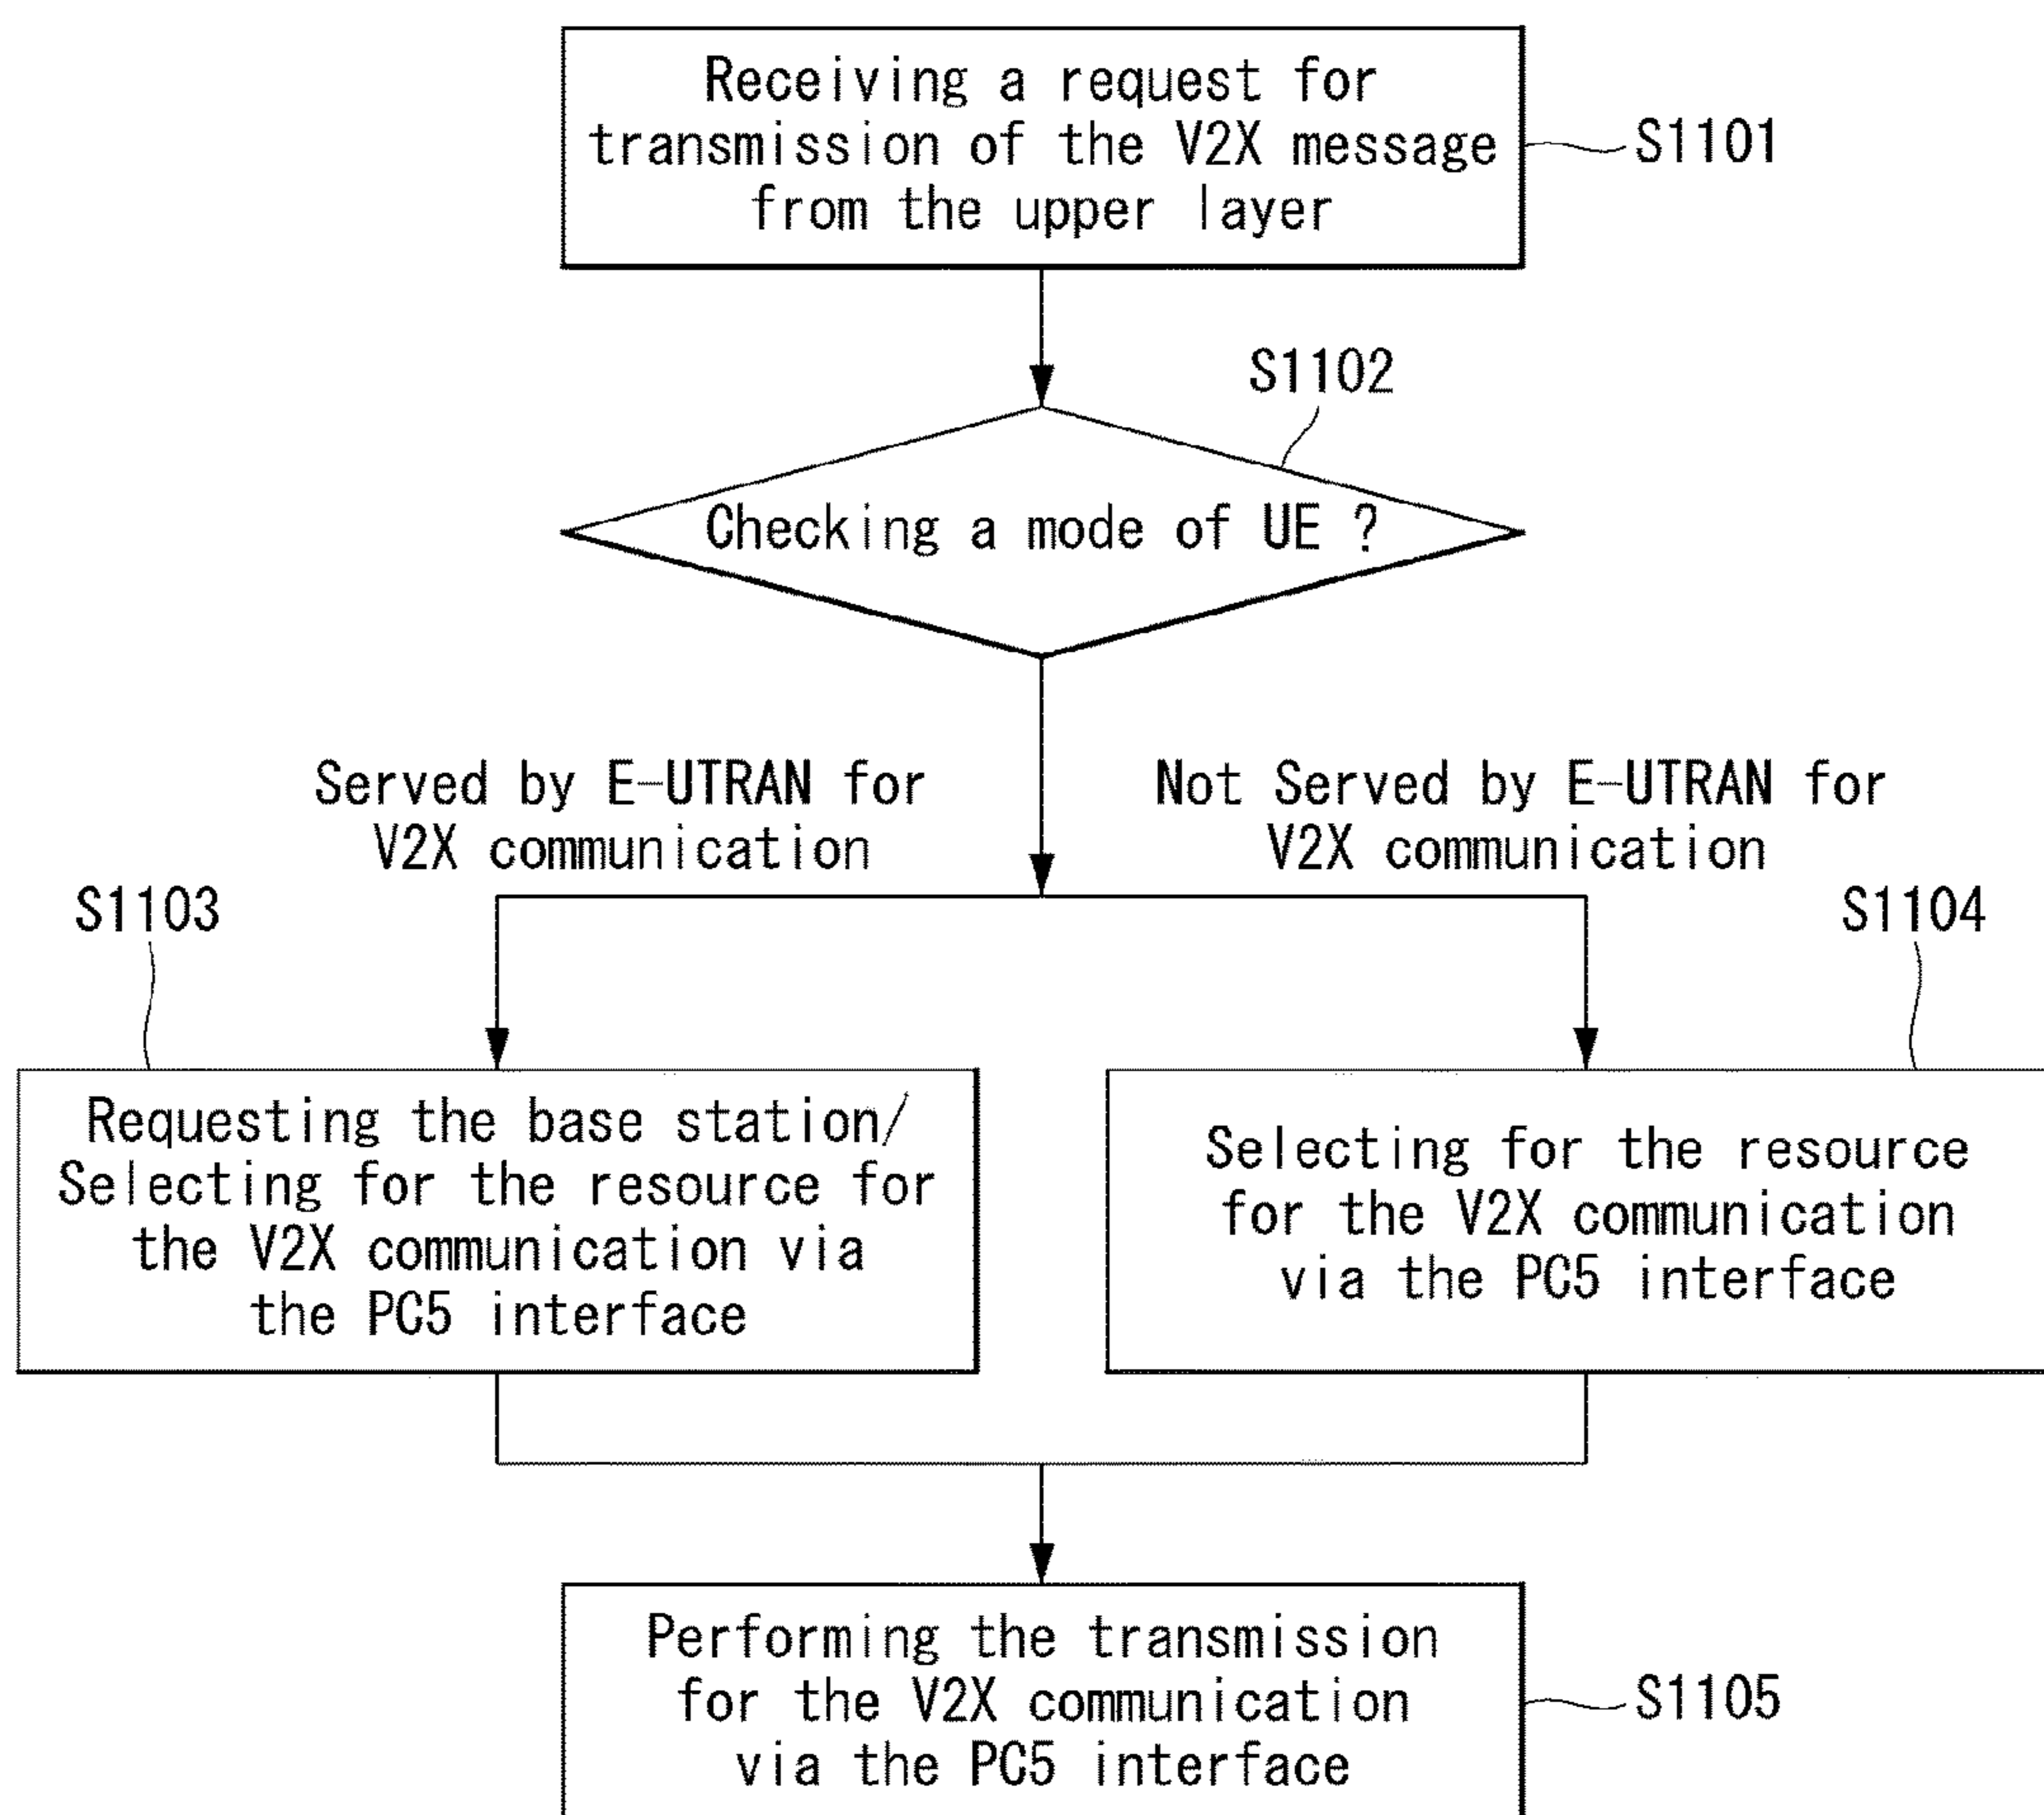 Receiving a request for
transmission of the V2X message
from the upper layer
S1101
S1102
Checking a mode of UE ?
Served by E-UTRAN for
V2X communication
Not Served by E-UTRAN for
V2X communication
S1103
S1104
Requesting the base station/
Selecting for the resource for
the V2X communication via
the PC5 interface
Selecting for the resource
for the V2X communication
via the PC5 interface
Performing the transmission
for the V2X communication
via the PC5 interface
S1105